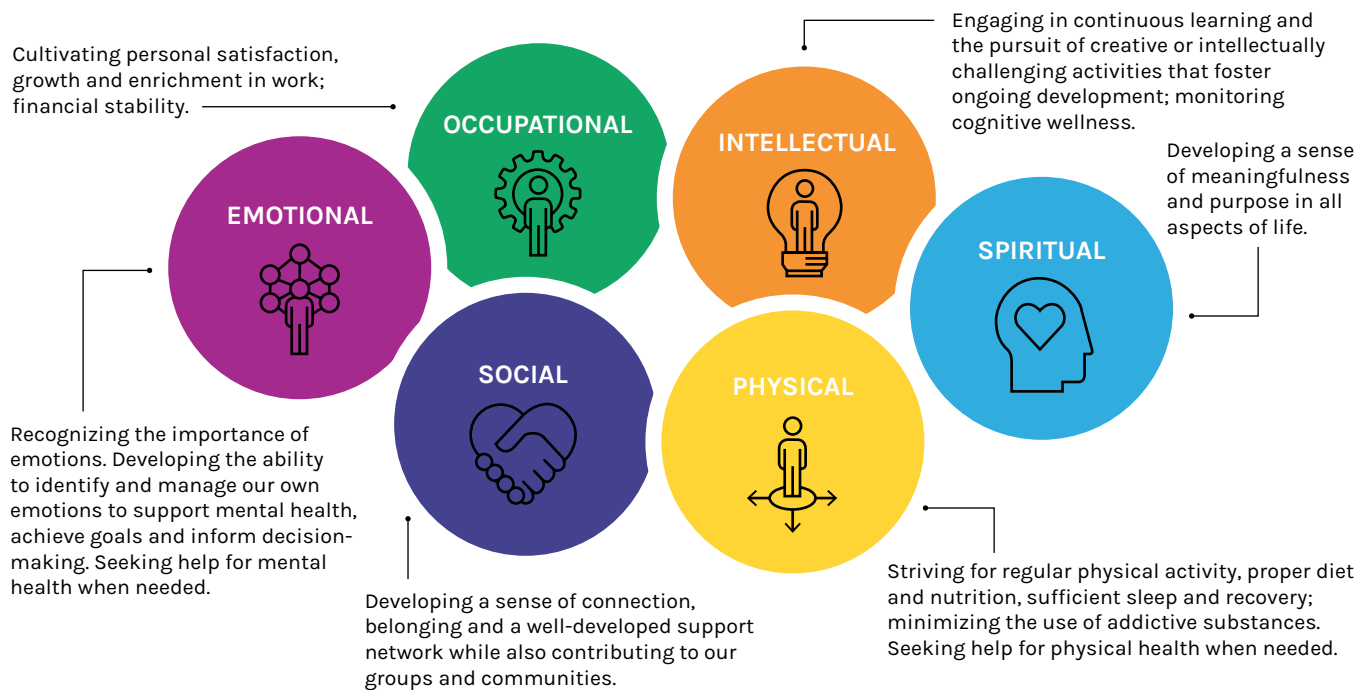 Cultivating personal satisfaction,
growth and enrichment in work;
financial stability.
OCCUPATIONAL
Engaging in continuous learning and
the pursuit of creative or intellectually
challenging activities that foster
ongoing development; monitoring
cognitive wellness.
INTELLECTUAL
Developing a sense
of meaningfulness
and purpose in all
aspects of life.
SPIRITUAL
EMOTIONAL
Recognizing the importance of
emotions. Developing the ability
to identify and manage our own
emotions to support mental health,
achieve goals and inform decision-
making. Seeking help for mental
health when needed.
SOCIAL
Developing a sense of connection,
belonging and a well-developed support
network while also contributing to our
groups and communities.
PHYSICAL
Striving for regular physical activity, proper diet
and nutrition, sufficient sleep and recovery;
minimizing the use of addictive substances.
Seeking help for physical health when needed.